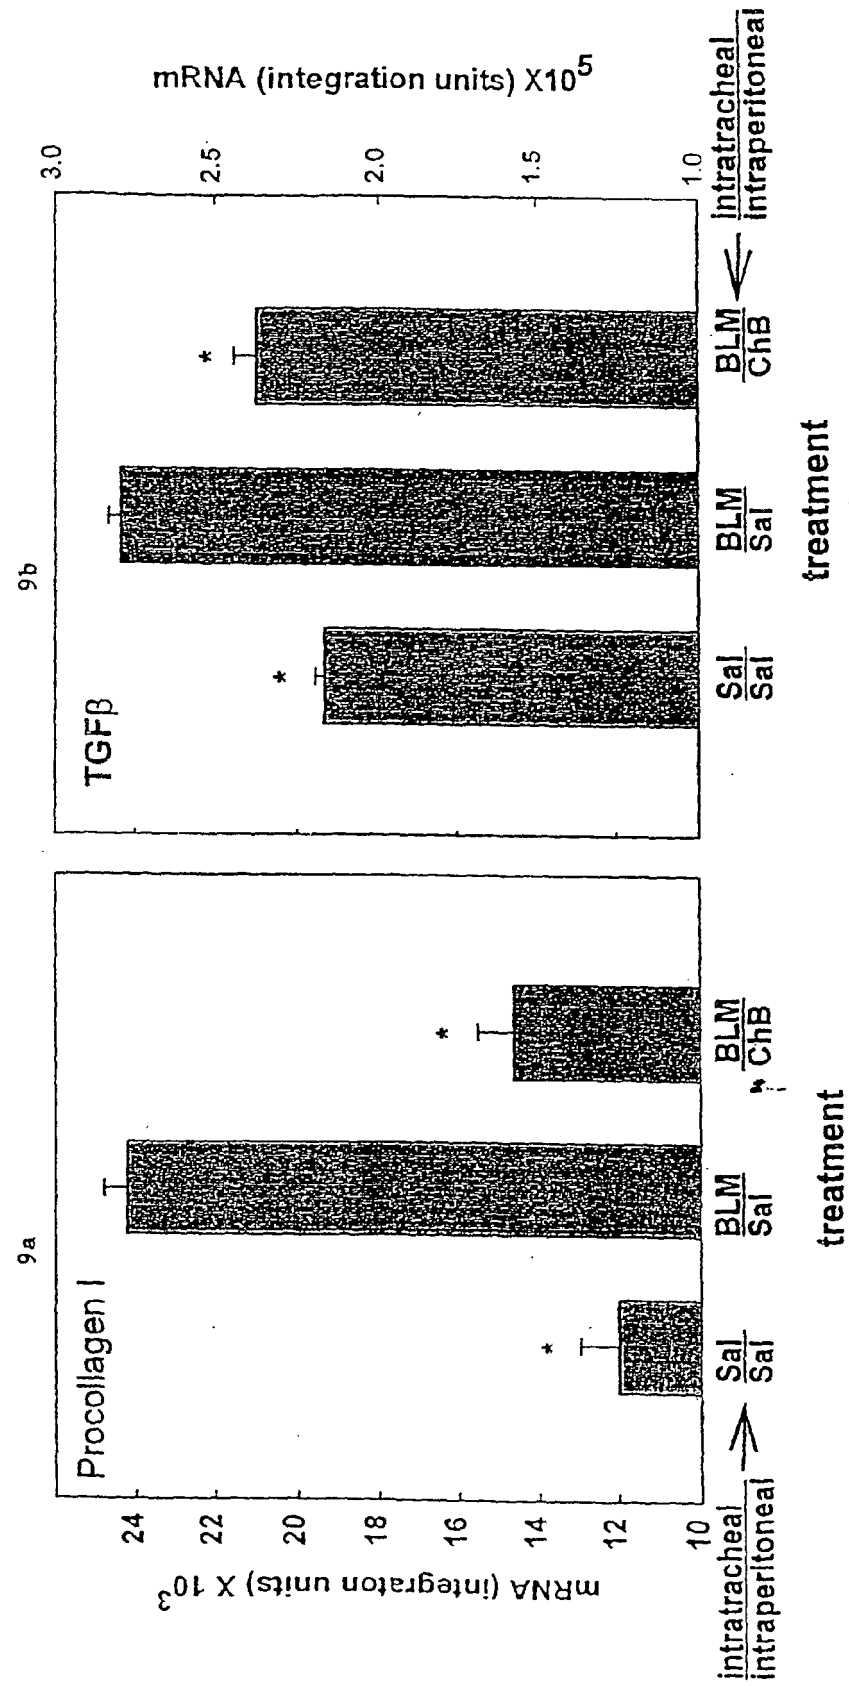 9a
Procollagen I
24
22
20
18
16
14
12
10
mRNA (integraton units) X 10³
*
*
Sal
Sal
BLM
Sal
BLM
ChB
intratracheal
intraperitoneal
treatment
9b
TGFβ
3.0
2.5
2.0
1.5
1.0
mRNA (integration units) X10⁵
*
*
Sal
Sal
BLM
Sal
BLM
ChB
intratracheal
intraperitoneal
treatment